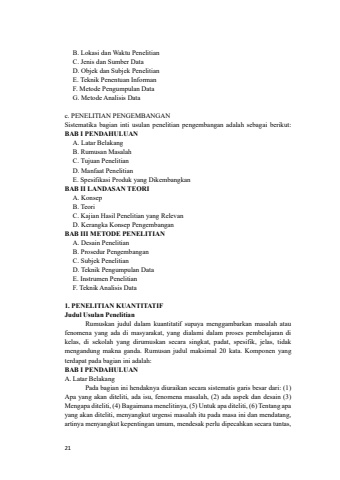 B. Lokasi dan Waktu Penelitian
C. Jenis dan Sumber Data
D. Objek dan Subjek Penelitian
E. Teknik Penentuan Informan
F. Metode Pengumpulan Data
G. Metode Analisis Data
c. PENELITIAN PENGEMBANGAN
Sistematika bagian inti usulan penelitian pengembangan adalah sebagai berikut:
BAB I PENDAHULUAN
A. Latar Belakang
B. Rumusan Masalah
C. Tujuan Penelitian
D. Manfaat Penelitian
E. Spesifikasi Produk yang Dikembangkan
BAB II LANDASAN TEORI
A. Konsep
B. Teori
C. Kajian Hasil Penelitian yang Relevan
D. Kerangka Konsep Pengembangan
BAB III METODE PENELITIAN
A. Desain Penelitian
B. Prosedur Pengembangan
C. Subjek Penelitian
D. Teknik Pengumpulan Data
E. Instrumen Penelitian
F. Teknik Analisis Data
1. PENELITIAN KUANTITATIF
Judul Usulan Penelitian
Rumuskan judul dalam kuantitatif supaya menggambarkan masalah atau
fenomena yang ada di masyarakat, yang dialami dalam proses pembelajaran di
kelas, di sekolah yang dirumuskan secara singkat, padat, spesifik, jelas, tidak
mengandung makna ganda. Rumusan judul maksimal 20 kata. Komponen yang
terdapat pada bagian ini adalah:
BAB I PENDAHULUAN
A. Latar Belakang
Pada bagian ini hendaknya diuraikan secara sistematis garis besar dari: (1)
Apa yang akan diteliti, ada isu, fenomena masalah, (2) ada aspek dan desain (3)
Mengapa diteliti, (4) Bagaimana menelitinya, (5) Untuk apa diteliti, (6) Tentang apa
yang akan diteliti, menyangkut urgensi masalah itu pada masa ini dan mendatang,
artinya menyangkut kepentingan umum, mendesak perlu dipecahkan secara tuntas,
21